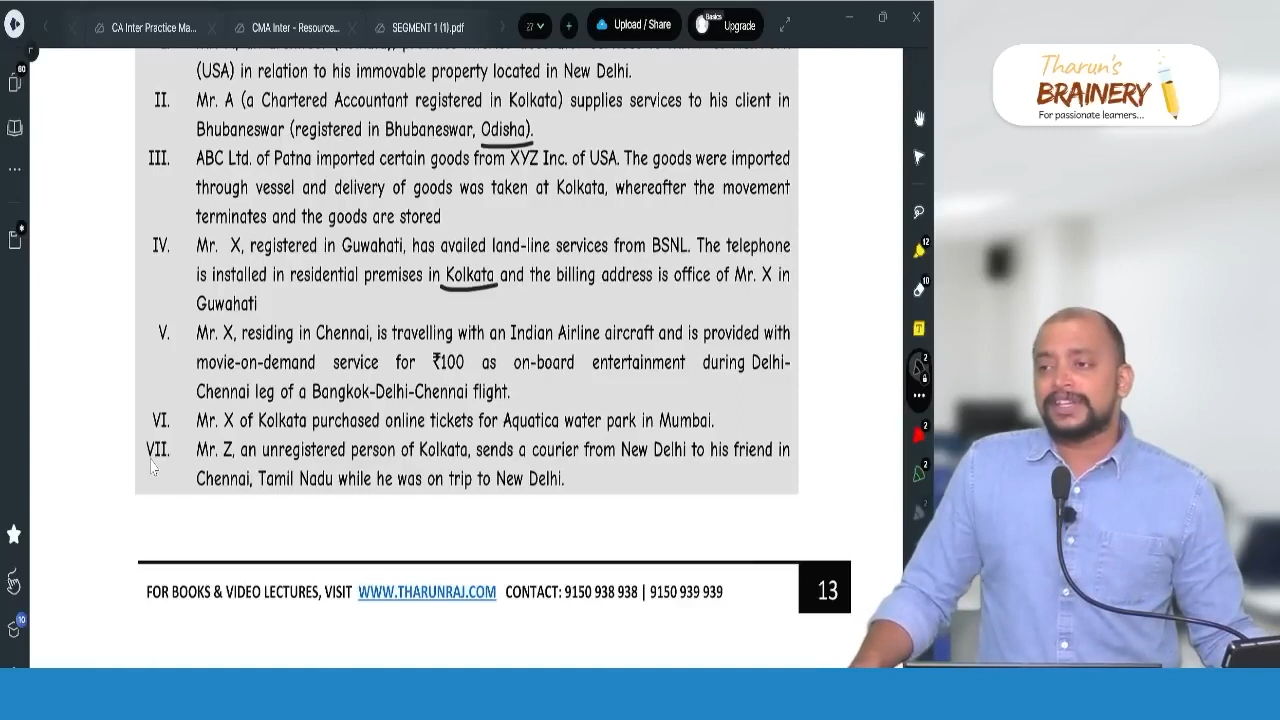 CA Inter Practice Ma...
CMA Inter - Resource...
SEGMENT 1 (1).pdf
27
Upload / Share
Basics
Upgrade
(USA) in relation to his immovable property located in New Delhi.
II. Mr. A (a Chartered Accountant registered in Kolkata) supplies services to his client in
Bhubaneswar (registered in Bhubaneswar, Odisha).
III. ABC Ltd. of Patna imported certain goods from XYZ Inc. of USA. The goods were imported
through vessel and delivery of goods was taken at Kolkata, whereafter the movement
terminates and the goods are stored
IV. Mr. X, registered in Guwahati, has availed land-line services from BSNL. The telephone
is installed in residential premises in Kolkata and the billing address is office of Mr. X in
Guwahati
V. Mr. X, residing in Chennai, is travelling with an Indian Airline aircraft and is provided with
movie-on-demand service for ₹100 as on-board entertainment during Delhi-
Chennai leg of a Bangkok-Delhi-Chennai flight.
VI. Mr. X of Kolkata purchased online tickets for Aquatica water park in Mumbai.
VII. Mr. Z, an unregistered person of Kolkata, sends a courier from New Delhi to his friend in
Chennai, Tamil Nadu while he was on trip to New Delhi.
FOR BOOKS & VIDEO LECTURES, VISIT WWW.THARUNRAJ.COM CONTACT: 9150 938 938 | 9150 939 939
13
Tharun's
BRAINERY
For passionate learners...
60
10
12
10
T
2
2
2
2